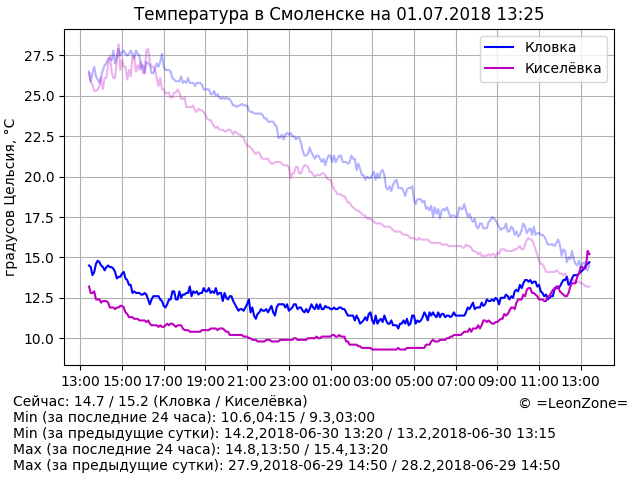 Температура в Смоленске на 01.07.2018 13:25
Кловка
Киселёвка
градусов Цельсия, °C
27.5
25.0
22.5
20.0
17.5
15.0
12.5
10.0
13:00 15:00 17:00 19:00 21:00 23:00 01:00 03:00 05:00 07:00 09:00 11:00 13:00
Сейчас: 14.7 / 15.2 (Кловка / Киселёвка)
© =LeonZone=
Min (за последние 24 часа): 10.6,04:15 / 9.3,03:00
Min (за предыдущие сутки): 14.2,2018-06-30 13:20 / 13.2,2018-06-30 13:15
Max (за последние 24 часа): 14.8,13:50 / 15.4,13:20
Max (за предыдущие сутки): 27.9,2018-06-29 14:50 / 28.2,2018-06-29 14:50